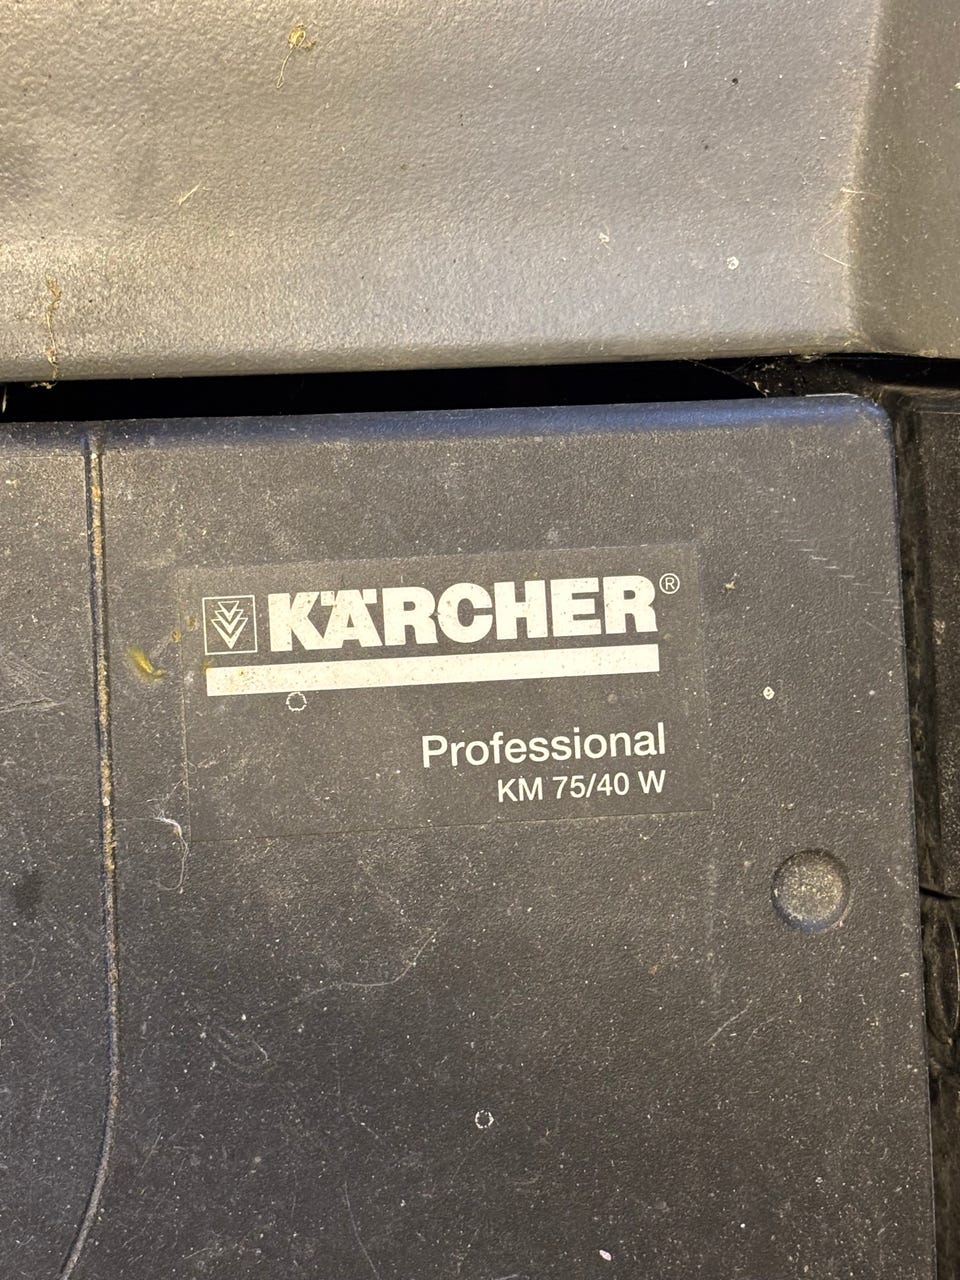 KÄRCHER®
Professional
KM 75/40 W